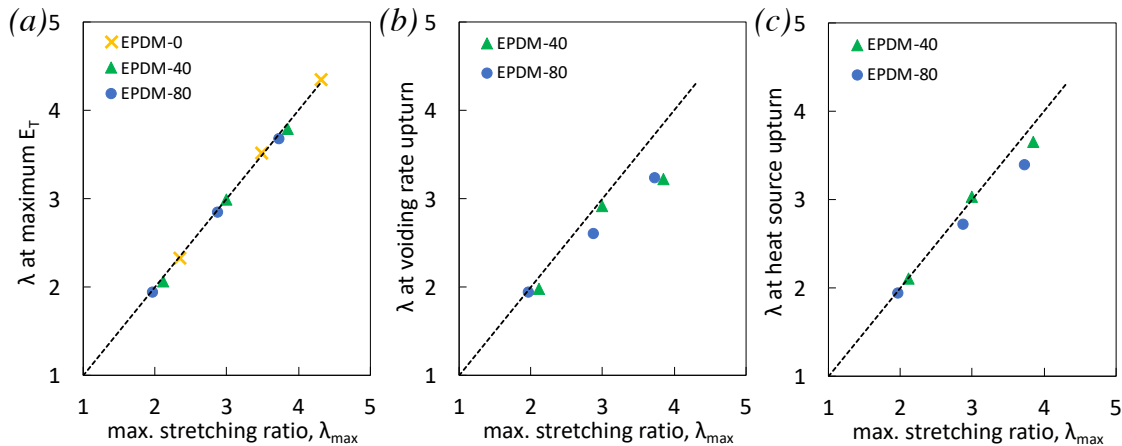 (a)
λ at maximum E_T
5
4
3
2
1
EPDM-0
EPDM-40
EPDM-80
1 2 3 4 5
max. stretching ratio, λ_max
(b)
λ at voiding rate upturn
5
4
3
2
1
EPDM-40
EPDM-80
1 2 3 4 5
max. stretching ratio, λ_max
(c)
λ at heat source upturn
5
4
3
2
1
EPDM-40
EPDM-80
1 2 3 4 5
max. stretching ratio, λ_max